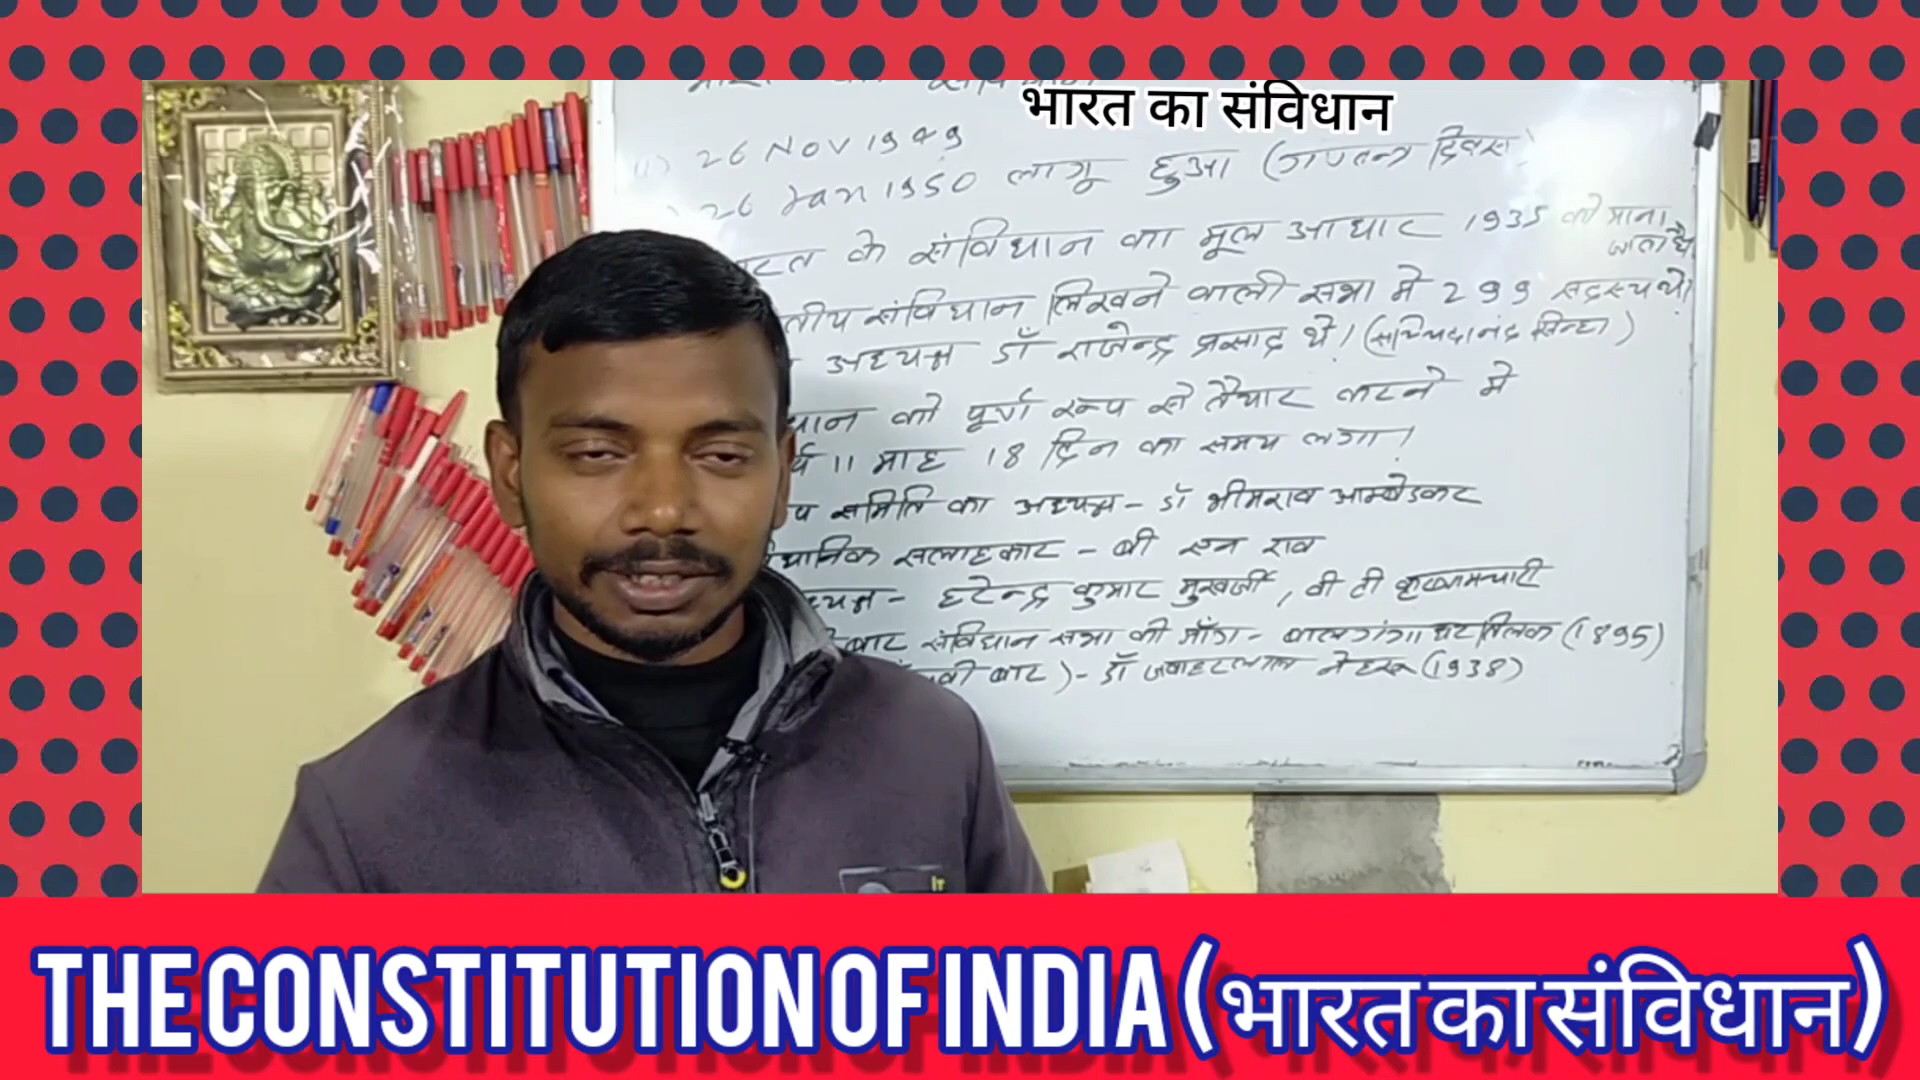 भारत का संविधान
26 NOV 1949
26 Jan 1950 लागू हुआ (गणतन्त्र दिवस)
के संविधान का मूल आधार 1935 को माना
जाता है
संविधान लिखने वाली सभा मे 299 सदस्य थे।
अध्यक्ष डॉ राजेन्द्र प्रसाद थे। (सच्चिदानंद सिन्हा)
को पूर्ण रूप से तैयार करने मे
11 माह 18 दिन का समय लगा।
समिति का अध्यक्ष - डॉ भीमराव आम्बेडकर
सलाहकार - बी एन राव
हरेन्द्र कुमार मुखर्जी, वी टी कृष्णामचारी
बार संविधान सभा की माँग - बालगंगाधर तिलक (1895)
बार) - डॉ जवाहरलाल नेहरू (1938)
THE CONSTITUTION OF INDIA (भारत का संविधान)